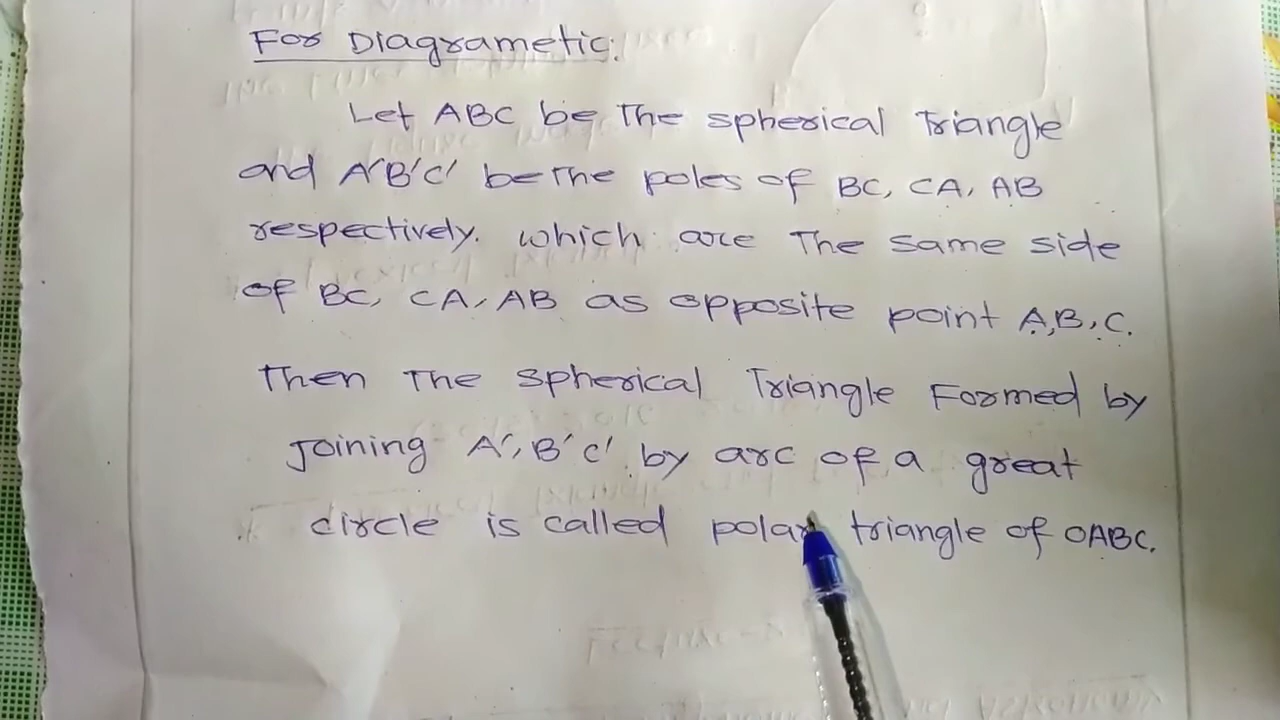 For Diagrametic:
Let ABC be The spherical Triangle
and A'B'C' be The poles of BC, CA, AB
respectively. which are The same side
of BC, CA, AB as opposite point A,B,C.
Then The Spherical Triangle Formed by
Joining A', B' C' by arc of a great
circle is called polar triangle of OABC.